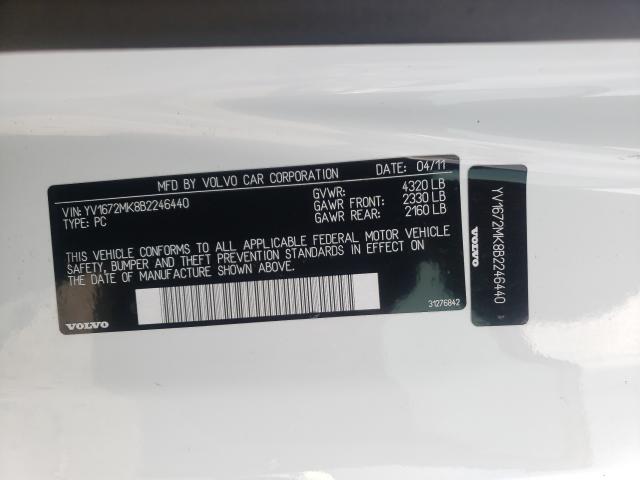 MFD BY VOLVO CAR CORPORATION DATE: 04/11
VIN: YV1672MK8B2246440
TYPE: PC
GVWR: 4320 LB
GAWR FRONT: 2330 LB
GAWR REAR: 2160 LB
THIS VEHICLE CONFORMS TO ALL APPLICABLE FEDERAL MOTOR VEHICLE
SAFETY, BUMPER AND THEFT PREVENTION STANDARDS IN EFFECT ON
THE DATE OF MANUFACTURE SHOWN ABOVE.
VOLVO
31276842
YV1672MK8B2246440
VOLVO